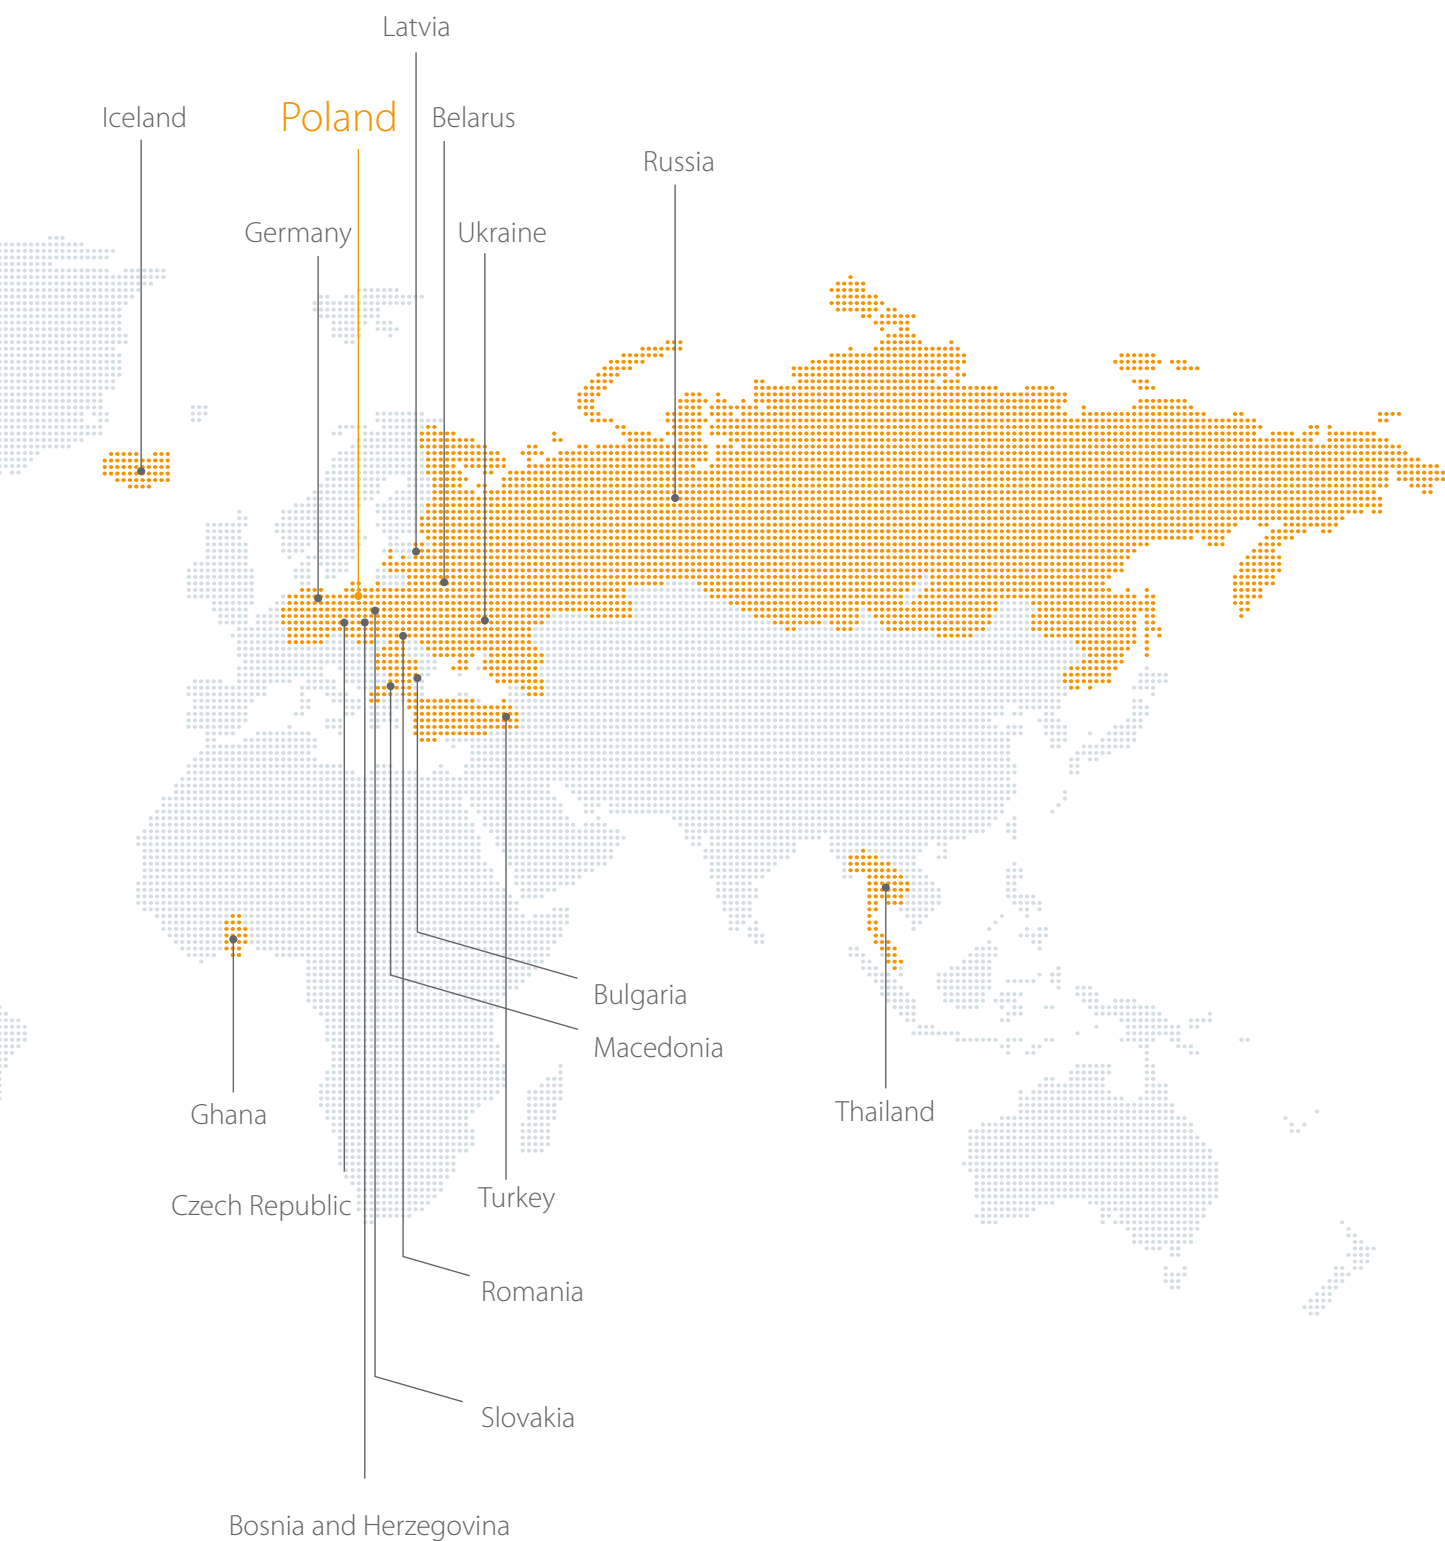 Latvia
Iceland
Poland
Belarus
Russia
Germany
Ukraine
Bulgaria
Macedonia
Ghana
Thailand
Czech Republic
Turkey
Romania
Slovakia
Bosnia and Herzegovina